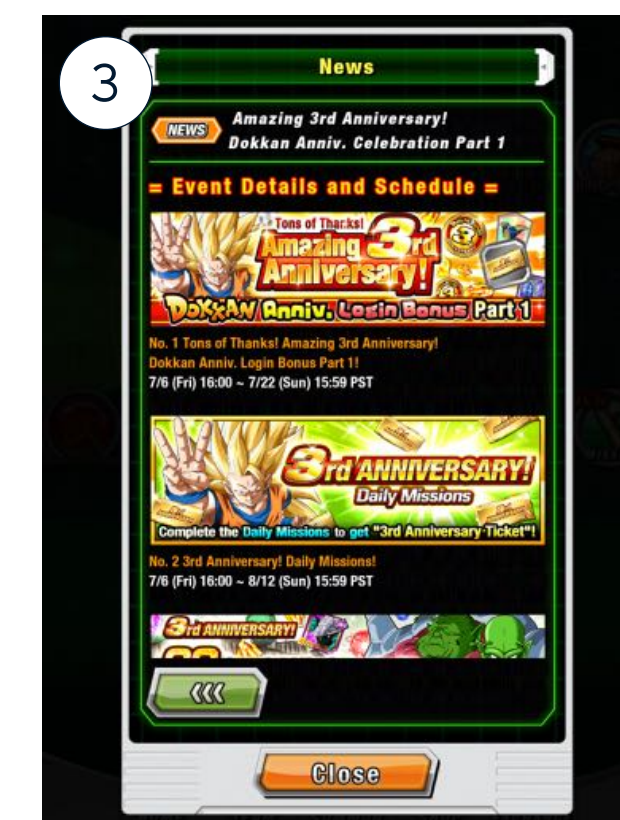 3
News
NEWS
Amazing 3rd Anniversary!
Dokkan Anniv. Celebration Part 1
= Event Details and Schedule =
Tons of Thanks!
Amazing 3rd
Anniversary!
DOKKAN Anniv. Login Bonus Part 1
No. 1 Tons of Thanks! Amazing 3rd Anniversary!
Dokkan Anniv. Login Bonus Part 1!
7/6 (Fri) 16:00 ~ 7/22 (Sun) 15:59 PST
3rd ANNIVERSARY!
Daily Missions
Complete the Daily Missions to get "3rd Anniversary Ticket"!
No. 2 3rd Anniversary! Daily Missions!
7/6 (Fri) 16:00 ~ 8/12 (Sun) 15:59 PST
3rd ANNIVERSARY!
Close